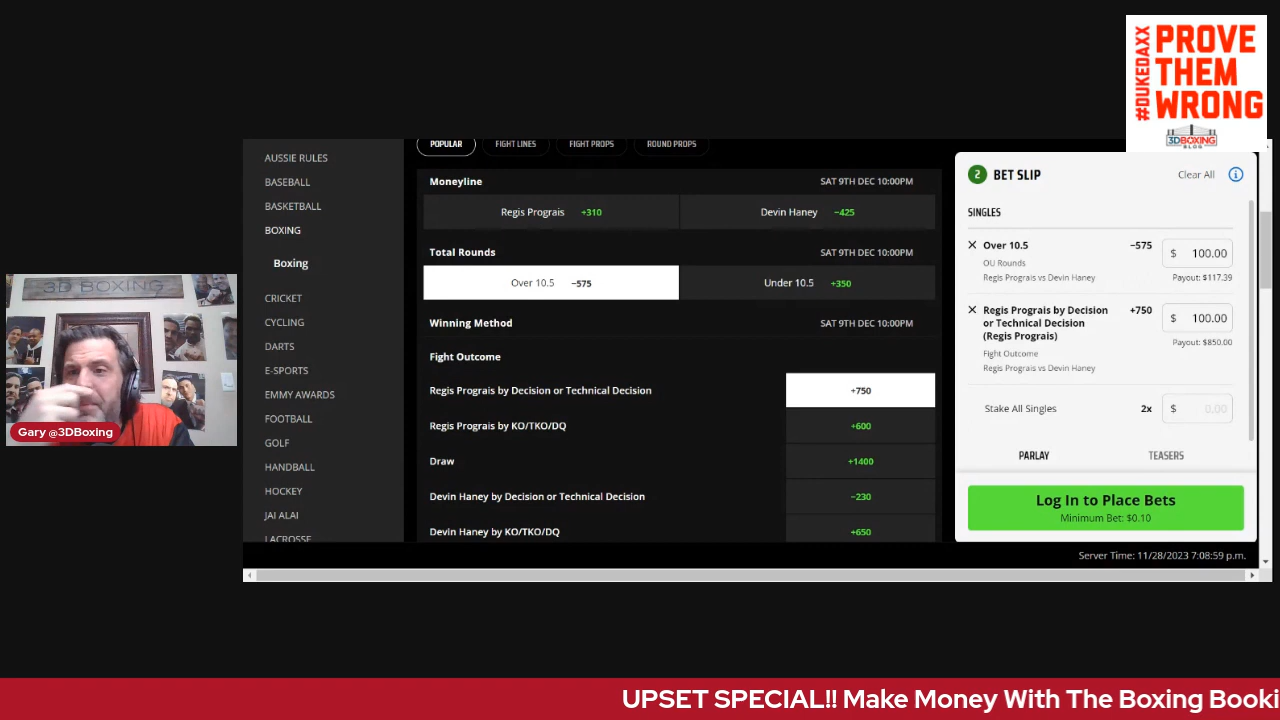 #DUKEDAXX
PROVE
THEM
WRONG
3DBOXING
BLOG
POPULAR
FIGHT LINES
FIGHT PROPS
ROUND PROPS
AUSSIE RULES
BASEBALL
BASKETBALL
BOXING
Boxing
CRICKET
CYCLING
DARTS
E-SPORTS
EMMY AWARDS
FOOTBALL
GOLF
HANDBALL
HOCKEY
JAI ALAI
LACROSSE
Moneyline SAT 9TH DEC 10:00PM
Regis Prograis +310 Devin Haney −425
Total Rounds SAT 9TH DEC 10:00PM
Over 10.5 −575 Under 10.5 +350
Winning Method SAT 9TH DEC 10:00PM
Fight Outcome
Regis Prograis by Decision or Technical Decision +750
Regis Prograis by KO/TKO/DQ +600
Draw +1400
Devin Haney by Decision or Technical Decision −230
Devin Haney by KO/TKO/DQ +650
2 BET SLIP Clear All
SINGLES
Over 10.5 −575 $ 100.00
OU Rounds
Regis Prograis vs Devin Haney Payout: $117.39
Regis Prograis by Decision +750 $ 100.00
or Technical Decision
(Regis Prograis) Payout: $850.00
Fight Outcome
Regis Prograis vs Devin Haney
Stake All Singles 2x $ 0.00
PARLAY TEASERS
Log In to Place Bets
Minimum Bet: $0.10
Server Time: 11/28/2023 7:08:59 p.m.
3D BOXING
Gary @3DBoxing
UPSET SPECIAL!! Make Money With The Boxing Booki